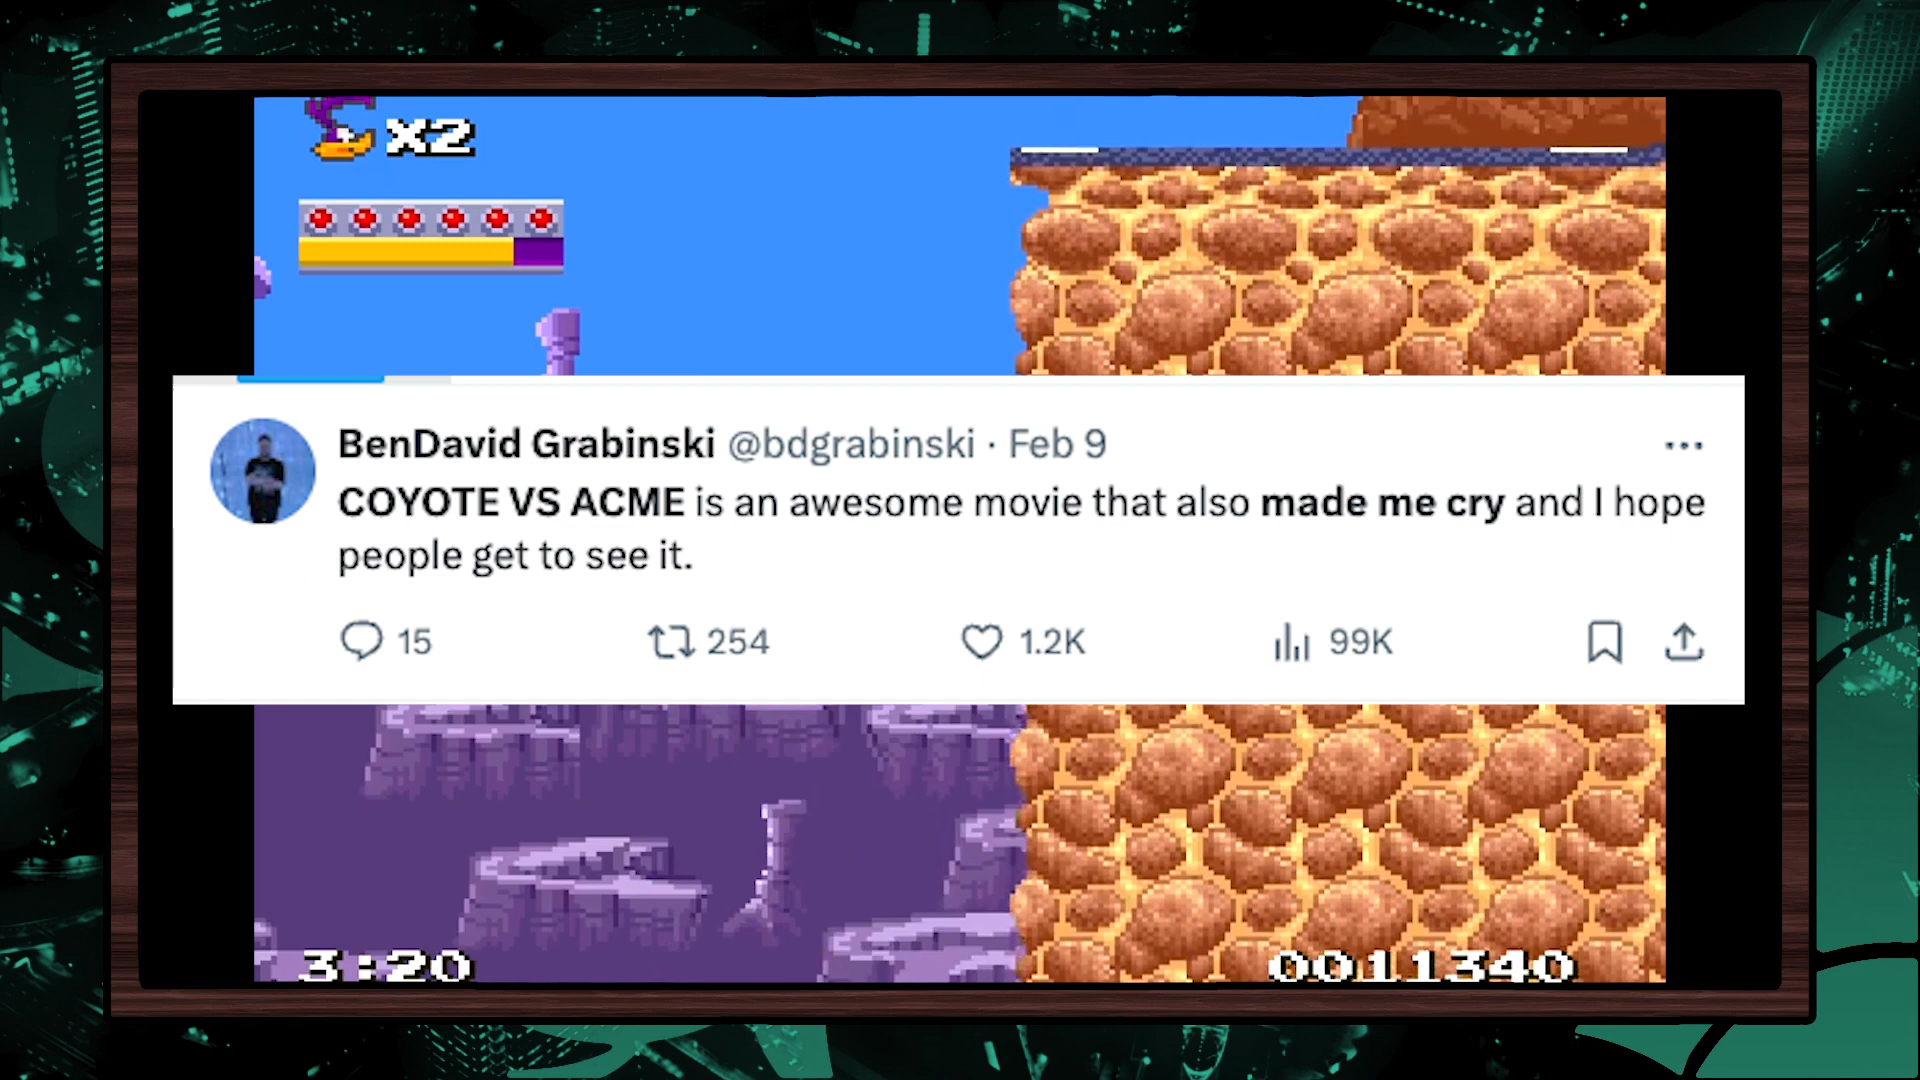 X2
BenDavid Grabinski @bdgrabinski · Feb 9
COYOTE VS ACME is an awesome movie that also made me cry and I hope
people get to see it.
15 254 1.2K 99K
3:20 0011340